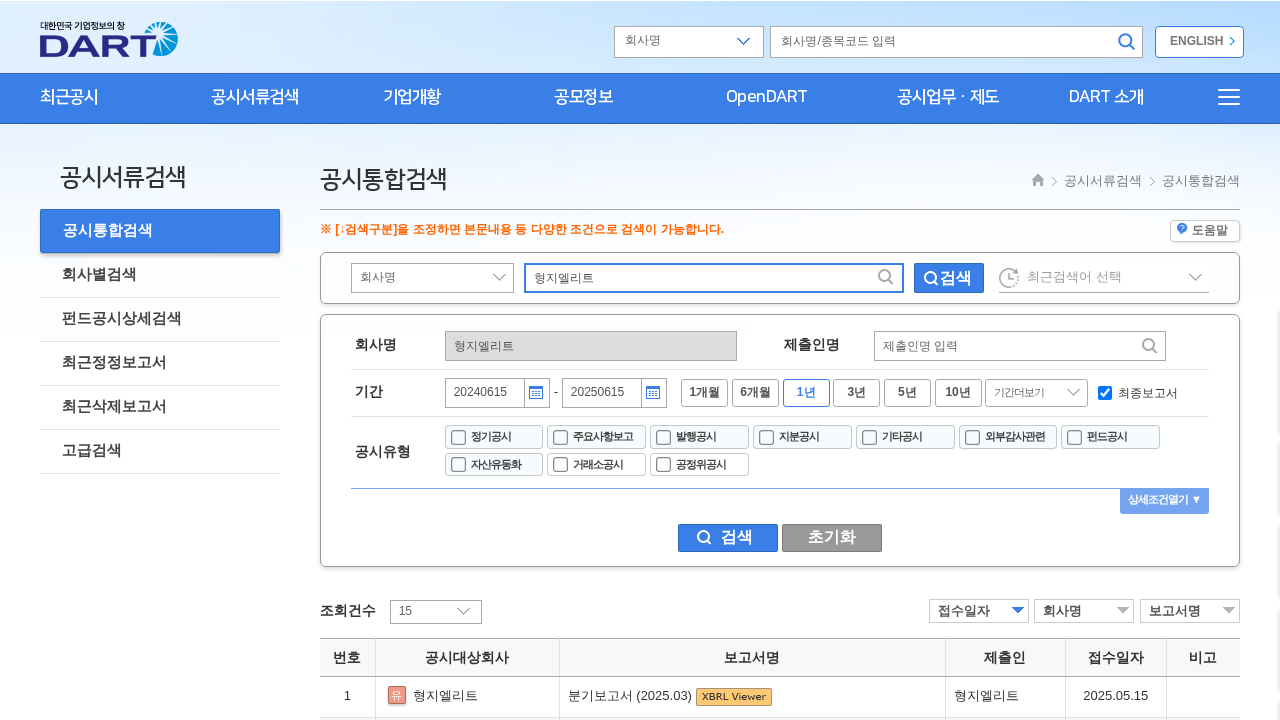 대한민국 기업정보의 창
DART
회사명
회사명/종목코드 입력
ENGLISH
최근공시
공시서류검색
기업개황
공모정보
OpenDART
공시업무 · 제도
DART 소개
공시서류검색
공시통합검색
회사별검색
펀드공시상세검색
최근정정보고서
최근삭제보고서
고급검색
공시통합검색
공시서류검색 > 공시통합검색
※ [↓검색구분]을 조정하면 본문내용 등 다양한 조건으로 검색이 가능합니다.
도움말
회사명
형지엘리트
검색
최근검색어 선택
회사명
형지엘리트
제출인명
제출인명 입력
기간
20240615 - 20250615
1개월
6개월
1년
3년
5년
10년
기간더보기
최종보고서
공시유형
정기공시
주요사항보고
발행공시
지분공시
기타공시
외부감사관련
펀드공시
자산유동화
거래소공시
공정위공시
상세조건열기 ▼
검색
초기화
조회건수
15
접수일자
회사명
보고서명
번호 공시대상회사 보고서명 제출인 접수일자 비고
1 유 형지엘리트 분기보고서 (2025.03) XBRL Viewer 형지엘리트 2025.05.15